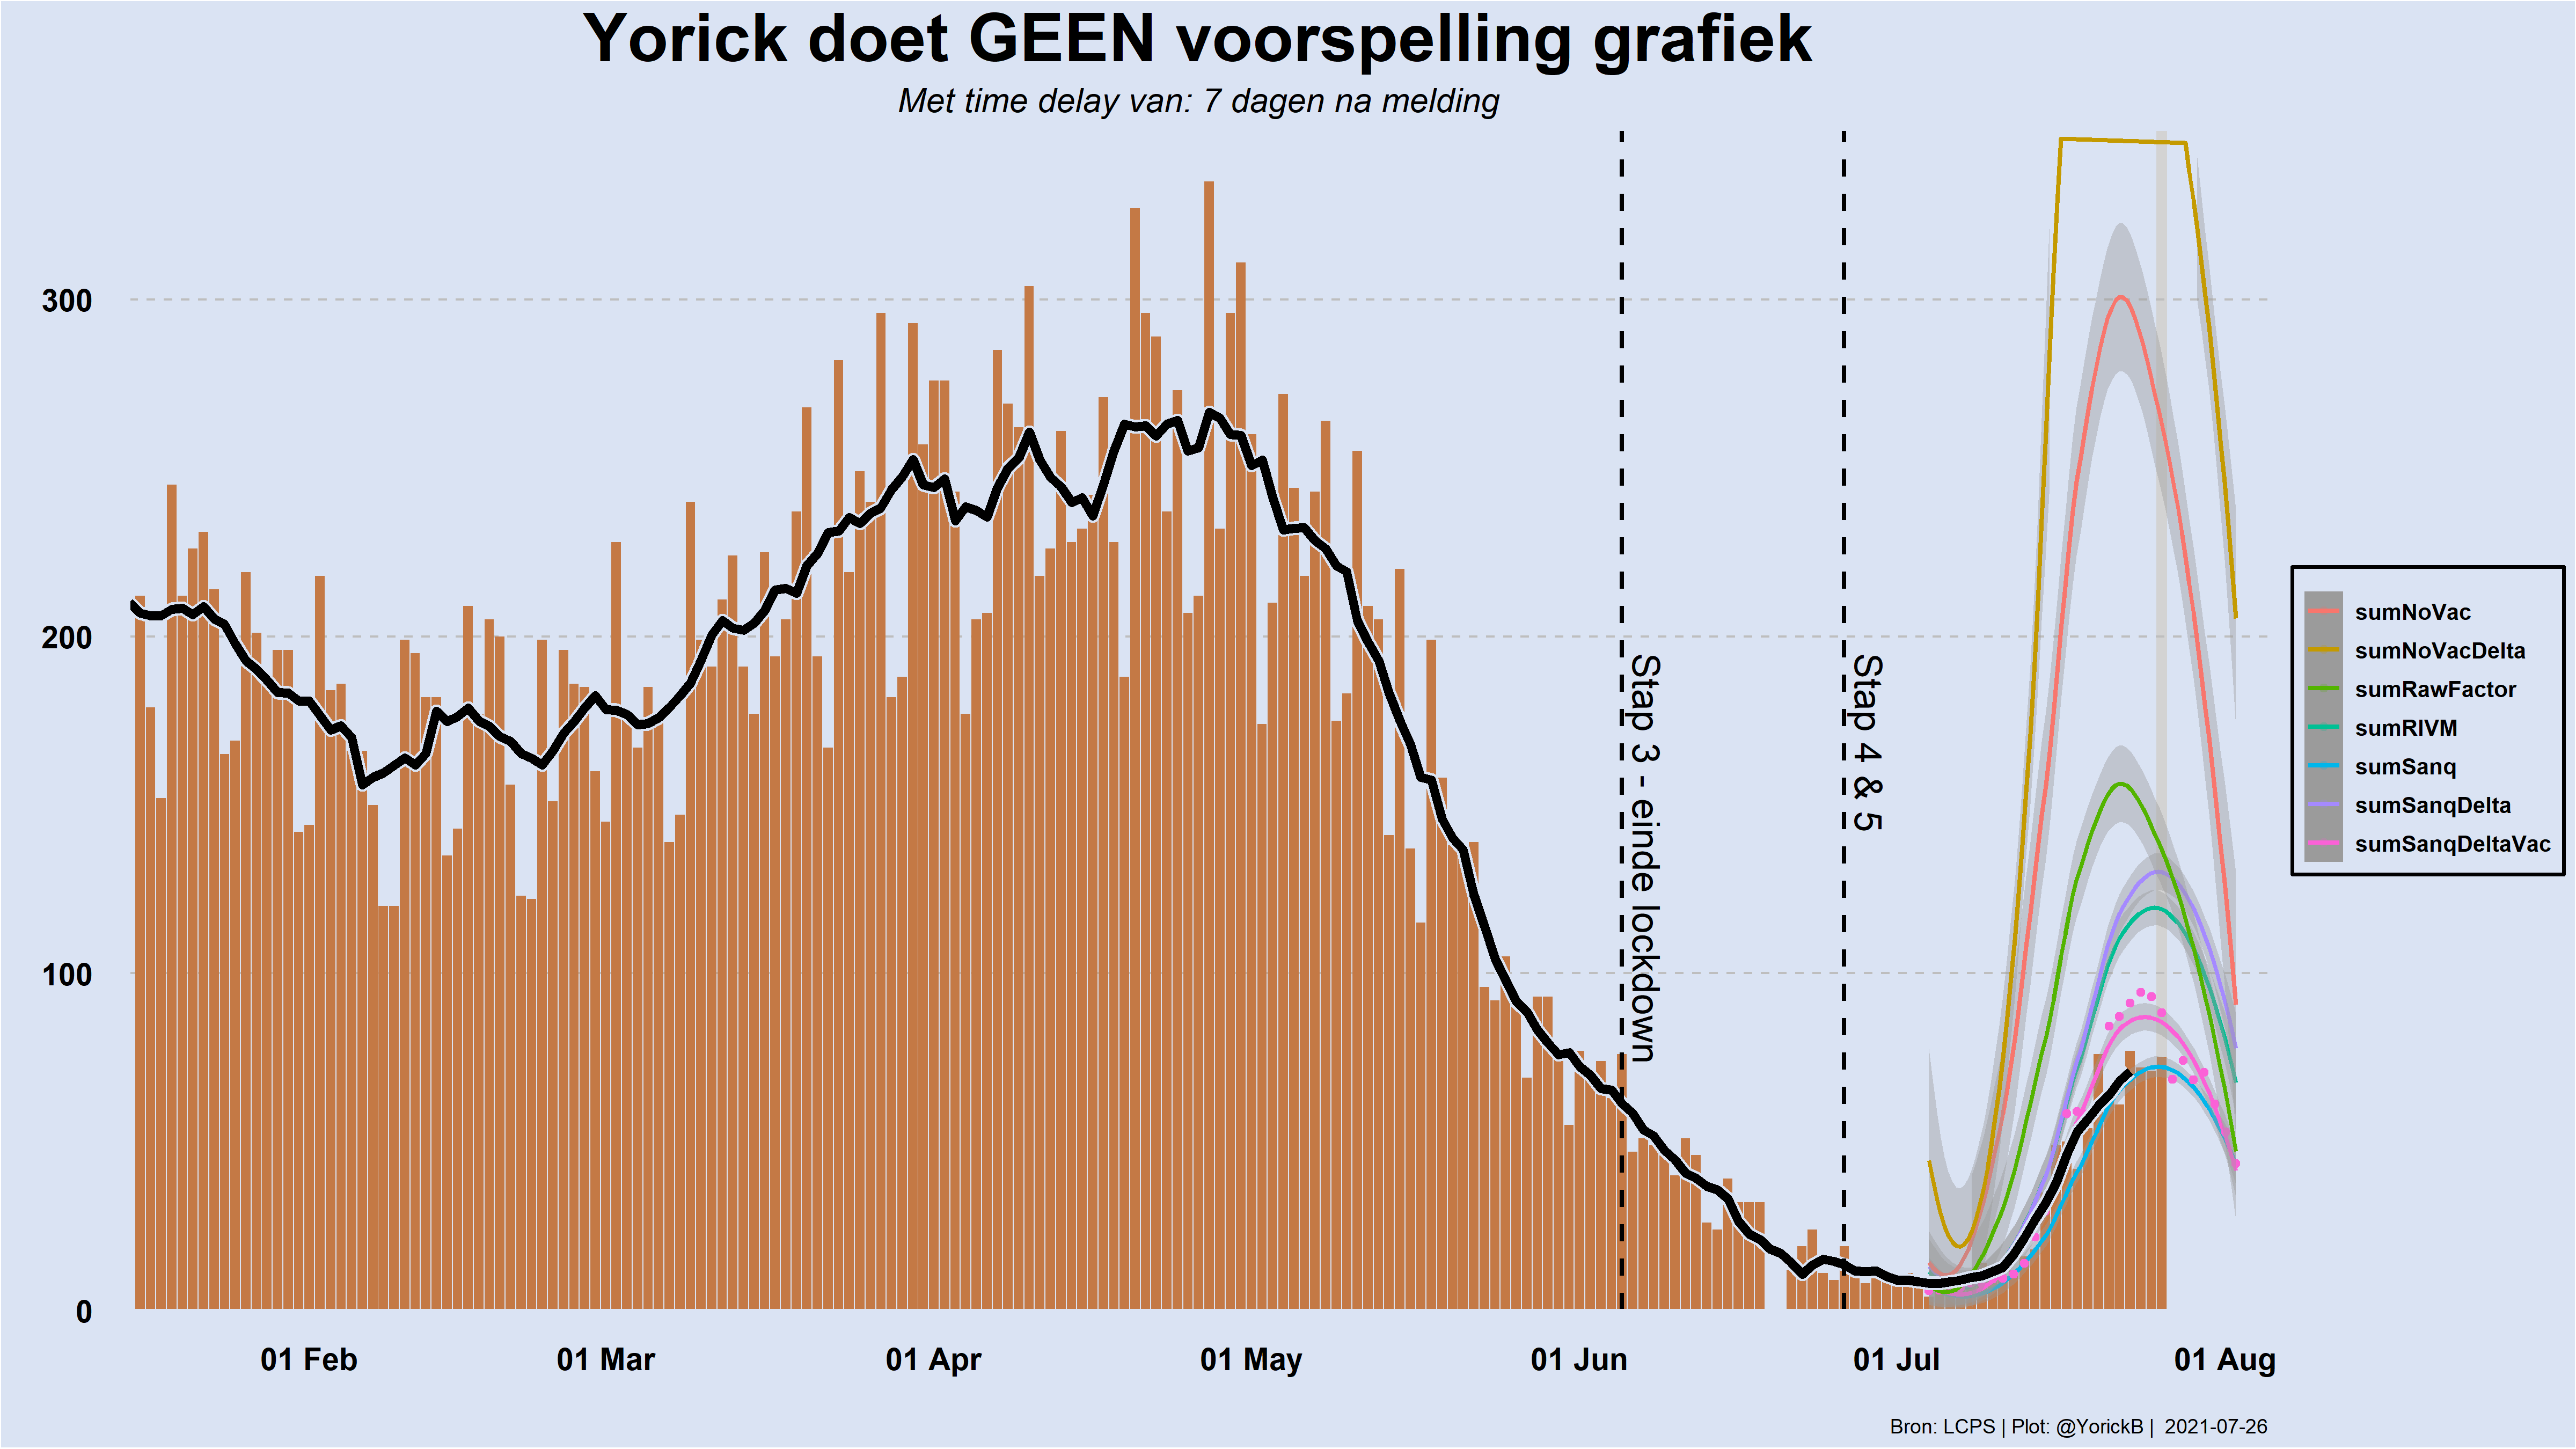 Yorick doet GEEN voorspelling grafiek
Met time delay van: 7 dagen na melding
300
200
100
0
Stap 3 - einde lockdown
Stap 4 & 5
sumNoVac
sumNoVacDelta
sumRawFactor
sumRIVM
sumSanq
sumSanqDelta
sumSanqDeltaVac
01 Feb
01 Mar
01 Apr
01 May
01 Jun
01 Jul
01 Aug
Bron: LCPS | Plot: @YorickB | 2021-07-26